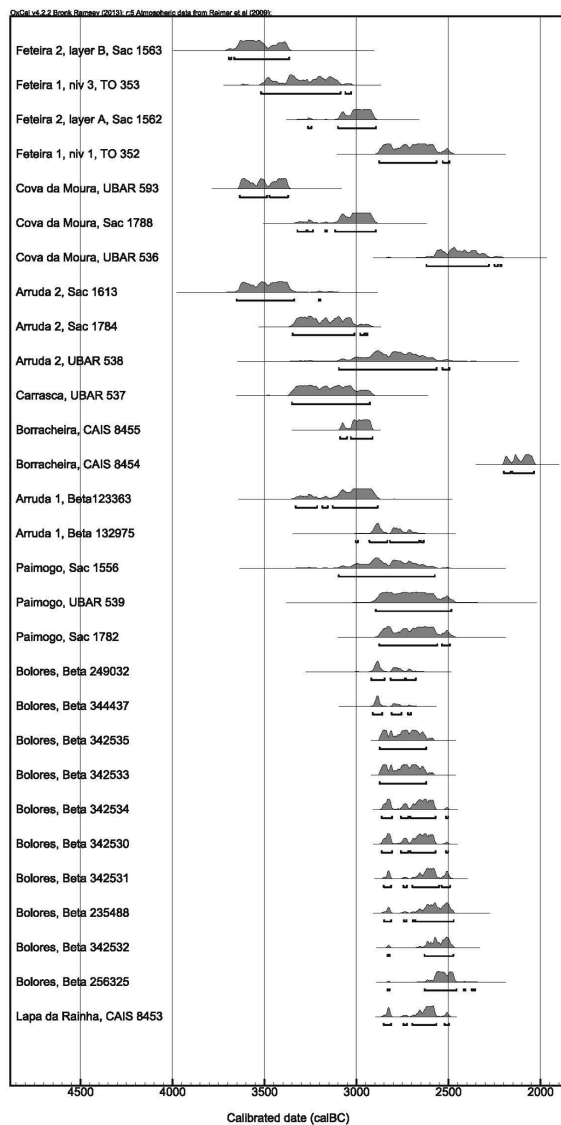 OxCal v4.2.2 Bronk Ramsey (2013); r:5 Atmospheric data from Reimer et al (2009);
Feteira 2, layer B, Sac 1563
Feteira 1, niv 3, TO 353
Feteira 2, layer A, Sac 1562
Feteira 1, niv 1, TO 352
Cova da Moura, UBAR 593
Cova da Moura, Sac 1788
Cova da Moura, UBAR 536
Arruda 2, Sac 1613
Arruda 2, Sac 1784
Arruda 2, UBAR 538
Carrasca, UBAR 537
Borracheira, CAIS 8455
Borracheira, CAIS 8454
Arruda 1, Beta123363
Arruda 1, Beta 132975
Paimogo, Sac 1556
Paimogo, UBAR 539
Paimogo, Sac 1782
Bolores, Beta 249032
Bolores, Beta 344437
Bolores, Beta 342535
Bolores, Beta 342533
Bolores, Beta 342534
Bolores, Beta 342530
Bolores, Beta 342531
Bolores, Beta 235488
Bolores, Beta 342532
Bolores, Beta 256325
Lapa da Rainha, CAIS 8453
4500 4000 3500 3000 2500 2000
Calibrated date (calBC)